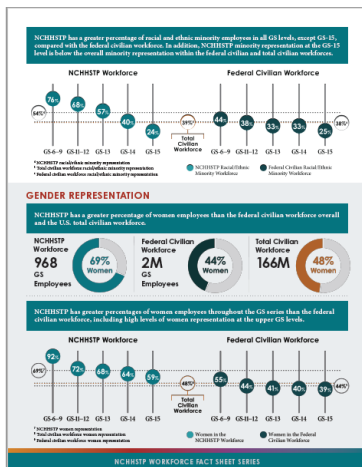 NCHHSTP has a greater percentage of racial and ethnic minority employees in all GS levels, except GS-15,
compared with the federal civilian workforce. In addition, NCHHSTP minority representation at the GS-15
level is below the overall minority representation within the federal and total civilian workforces.
NCHHSTP Workforce
Federal Civilian Workforce
76%
68%
57%
40%
24%
54%*
39%†
44%
38%
33%
33%
25%
38%‡
Total
Civilian
Workforce
GS-6–9 GS-11–12 GS-13 GS-14 GS-15
GS-6–9 GS-11–12 GS-13 GS-14 GS-15
* NCHHSTP racial/ethnic minority representation
† Total civilian workforce racial/ethnic minority representation
‡ Federal civilian workforce racial/ethnic minority representation
NCHHSTP Racial/Ethnic
Minority Workforce
Federal Civilian Racial/Ethnic
Minority Workforce
GENDER REPRESENTATION
NCHHSTP has a greater percentage of women employees than the federal civilian workforce overall
and the U.S. total civilian workforce.
NCHHSTP
Workforce
968
GS
Employees
69%
Women
Federal Civilian
Workforce
2M
GS
Employees
44%
Women
Total Civilian
Workforce
166M
48%
Women
NCHHSTP has greater percentages of women employees throughout the GS series than the federal
civilian workforce, including high levels of women representation at the upper GS levels.
NCHHSTP Workforce
Federal Civilian Workforce
92%
72%
68%
64%
59%
69%*
48%†
55%
44%
41%
40%
39%
44%‡
Total
Civilian
Workforce
GS-6–9 GS-11–12 GS-13 GS-14 GS-15
GS-6–9 GS-11–12 GS-13 GS-14 GS-15
* NCHHSTP women representation
† Total civilian workforce women representation
‡ Federal civilian workforce women representation
Women in the
NCHHSTP Workforce
Women in the Federal
Civilian Workforce
NCHHSTP WORKFORCE FACT SHEET SERIES